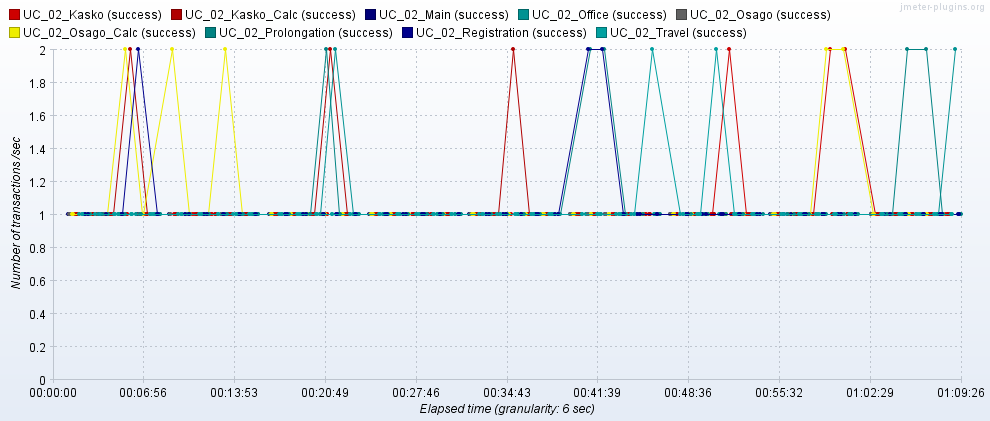 jmeter-plugins.org
UC_02_Kasko (success) UC_02_Kasko_Calc (success) UC_02_Main (success) UC_02_Office (success) UC_02_Osago (success)
UC_02_Osago_Calc (success) UC_02_Prolongation (success) UC_02_Registration (success) UC_02_Travel (success)
Number of transactions /sec
2
1.8
1.6
1.4
1.2
1
0.8
0.6
0.4
0.2
0
00:00:00 00:06:56 00:13:53 00:20:49 00:27:46 00:34:43 00:41:39 00:48:36 00:55:32 01:02:29 01:09:26
Elapsed time (granularity: 6 sec)